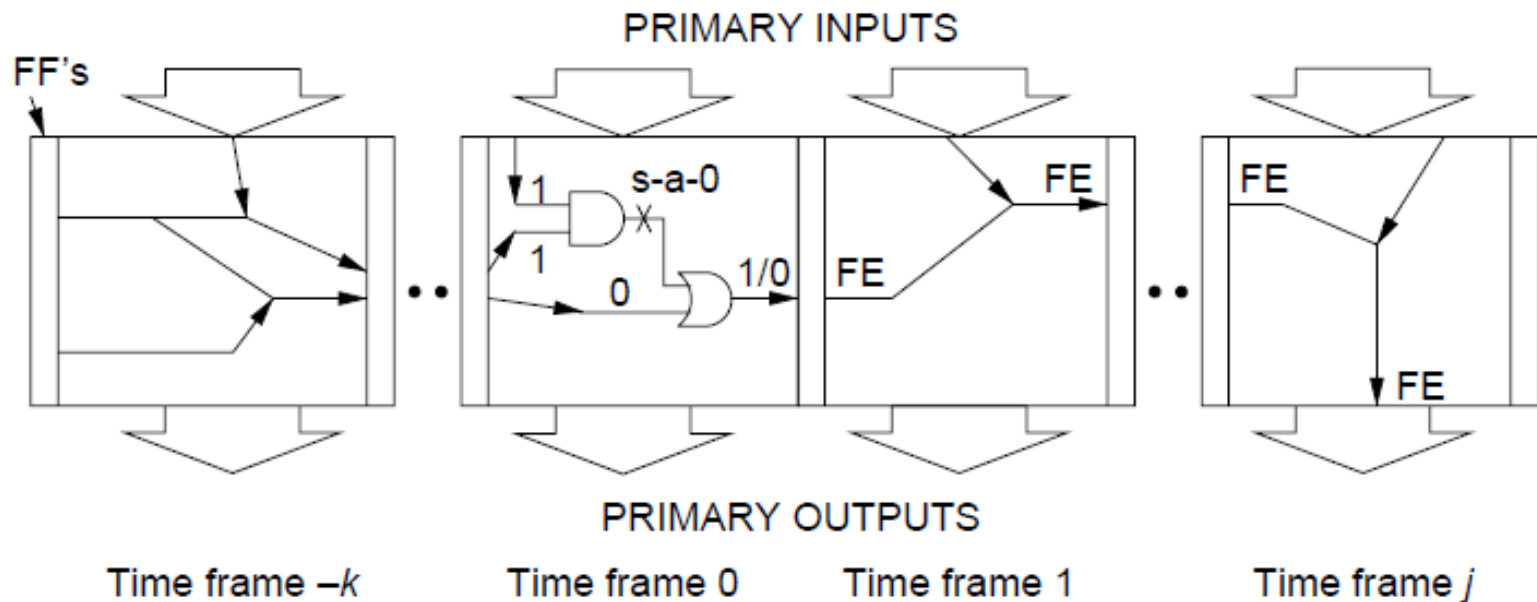 PRIMARY INPUTS
FF's
s-a-0
FE
FE
1
1
1/0
FE
0
FE
PRIMARY OUTPUTS
Time frame –k
Time frame 0
Time frame 1
Time frame j